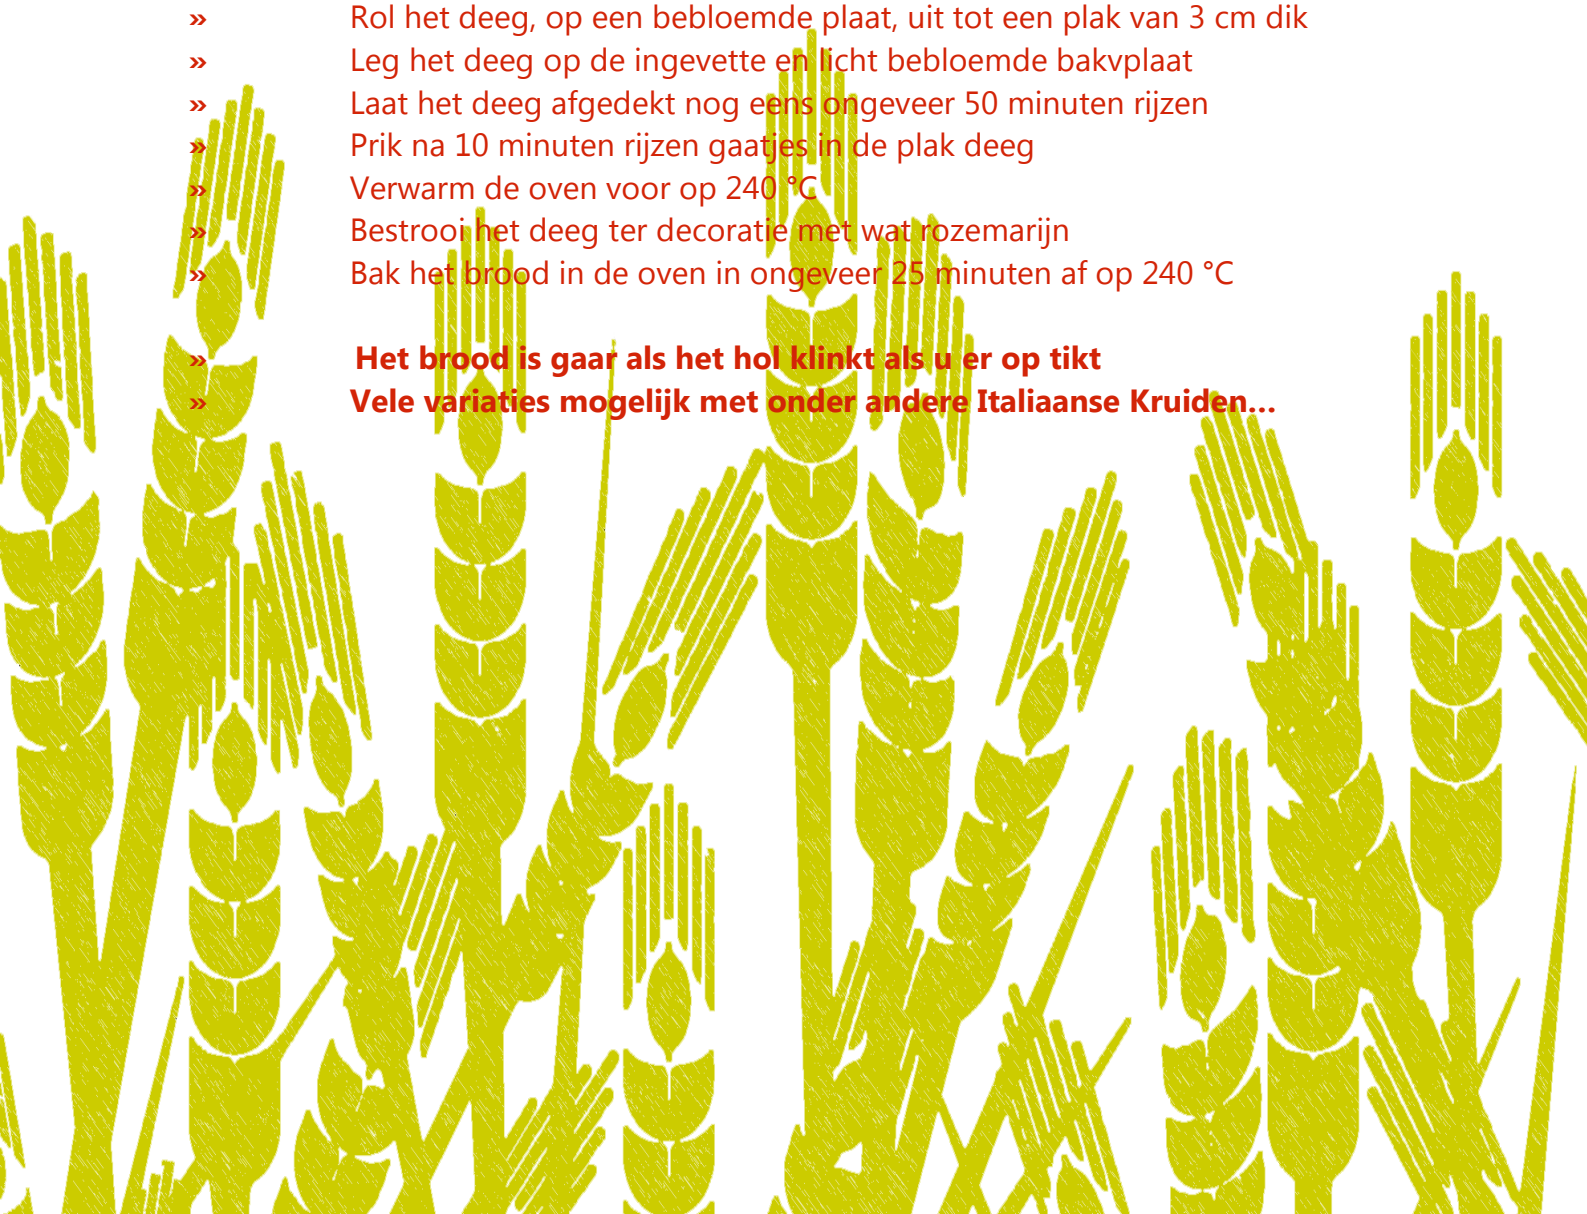 » Rol het deeg, op een bebloemde plaat, uit tot een plak van 3 cm dik
» Leg het deeg op de ingevette en licht bebloemde bakvplaat
» Laat het deeg afgedekt nog eens ongeveer 50 minuten rijzen
» Prik na 10 minuten rijzen gaatjes in de plak deeg
» Verwarm de oven voor op 240 °C
» Bestrooi het deeg ter decoratie met wat rozemarijn
» Bak het brood in de oven in ongeveer 25 minuten af op 240 °C
» Het brood is gaar als het hol klinkt als u er op tikt
» Vele variaties mogelijk met onder andere Italiaanse Kruiden...